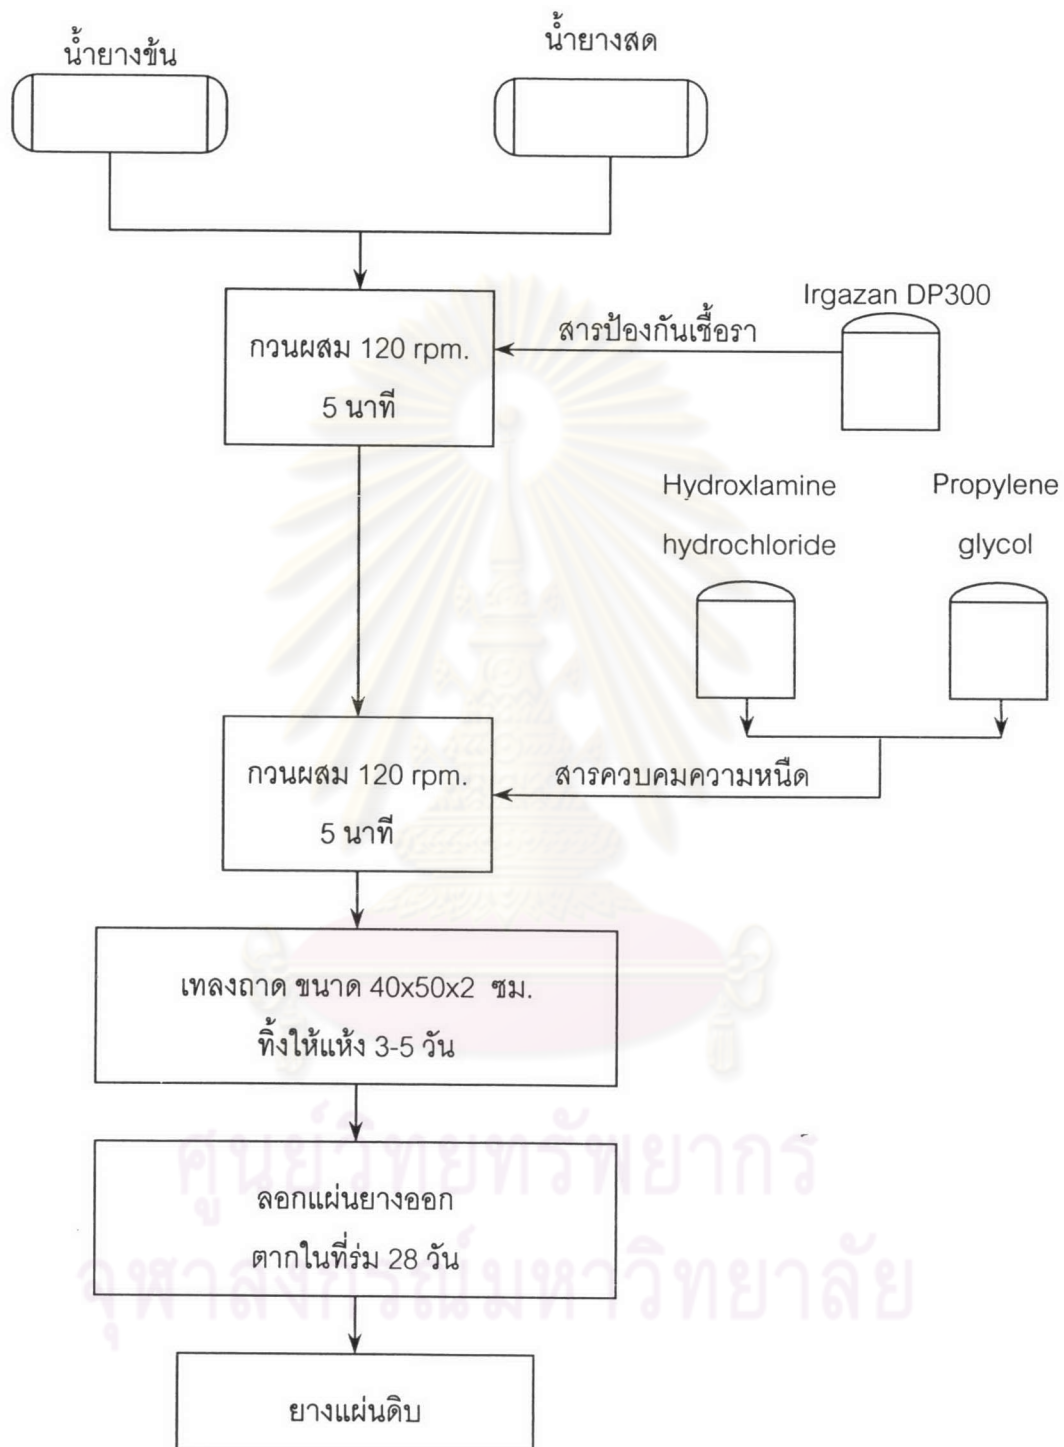 น้ำยางข้น
น้ำยางสด
Irgazan DP300
สารป้องกันเชื้อรา
กวนผสม 120 rpm.
5 นาที
Hydroxlamine
hydrochloride
Propylene
glycol
กวนผสม 120 rpm.
5 นาที
สารควบคมความหนืด
เทลงถาด ขนาด 40x50x2 ซม.
ทิ้งให้แห้ง 3-5 วัน
ศูนย์วิทยทรัพยากร
ลอกแผ่นยางออก
ตากในที่ร่ม 28 วัน
จุฬาลงกรณ์มหาวิทยาลัย
ยางแผ่นดิบ